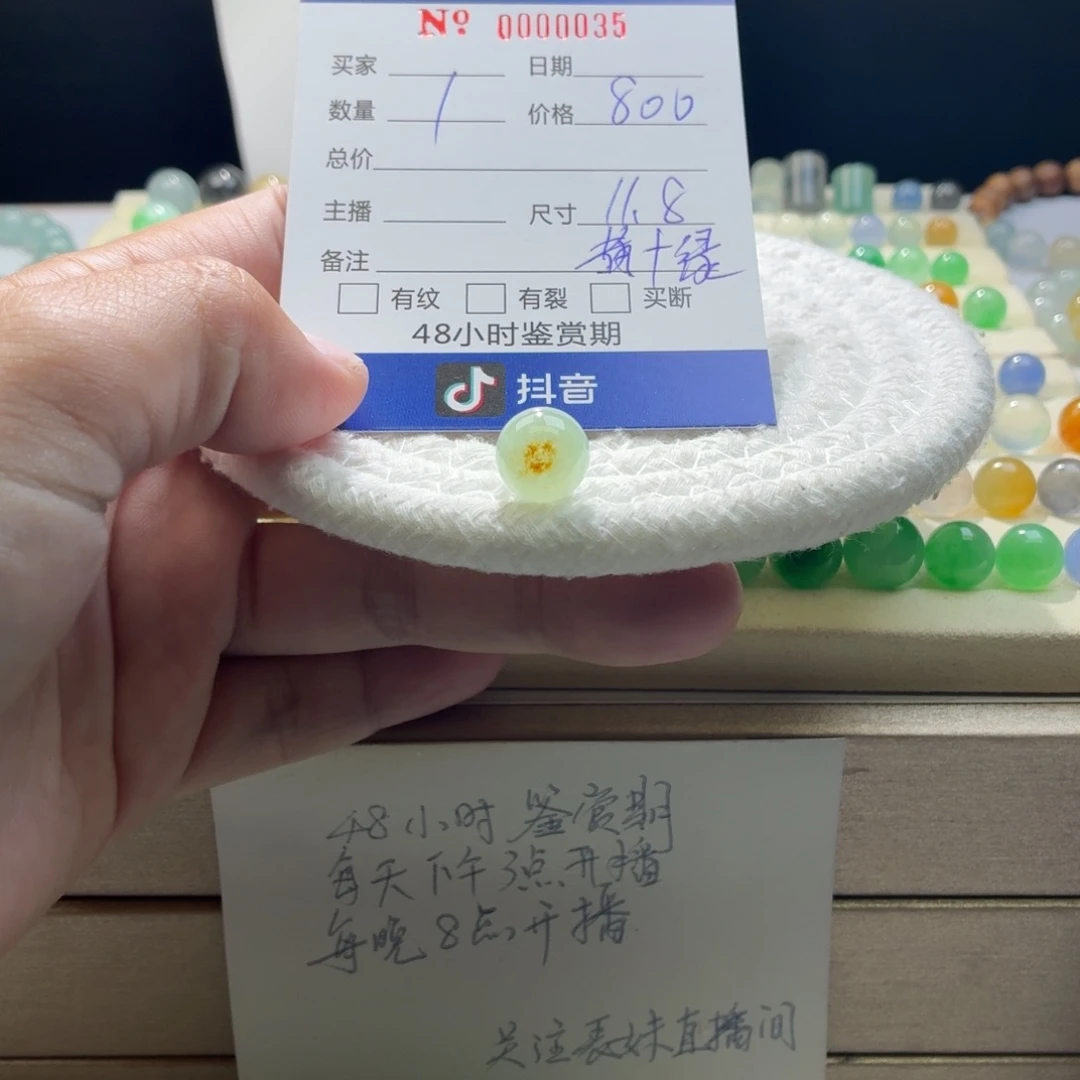 Nº 0000035
买家 日期
数量 1 价格 800
总价
主播 尺寸 11.8
备注 橘+绿
有纹 有裂 买断
48小时鉴赏期
抖音
48小时鉴赏期
每天下午3点开播
每晚8点开播
关注表妹直播间